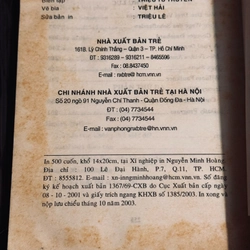 Vẽ bìa : VIỆT HẢI
Sửa bản in : TRIỆU LÊ
NHÀ XUẤT BẢN TRẺ
161B. Lý Chính Thắng - Quận 3 - TP. Hồ Chí Minh
ĐT: 9316289 - 9316211 - 8465596
Fax : 08.8437450
E-mail : nxbtre@hcm.vnn.vn
CHI NHÁNH NHÀ XUẤT BẢN TRẺ TẠI HÀ NỘI
Số 20 ngõ 91 Nguyễn Chí Thanh - Quận Đống Đa - Hà Nội
ĐT : (04) 7734544
Fax : (04) 7734544
E-mail : vanphongnxbtre@hn.vnn.vn
In 500 cuốn, khổ 14x20cm, tại Xí nghiệp in Nguyễn Minh Hoàng.
Địa chỉ : 100 Lê Đại Hành, P.7, Q.11, TP. HCM.
ĐT : 8555812. E-mail : xn-inngminhhoang@hcm.vnn.vn. Số đăng
ký kế hoạch xuất bản 1367/69-CXB do Cục Xuất bản cấp ngày
08 - 10 - 2001 và giấy trích ngang KHXB số 1385/2003. In xong và
nộp lưu chiểu tháng 10 năm 2003.